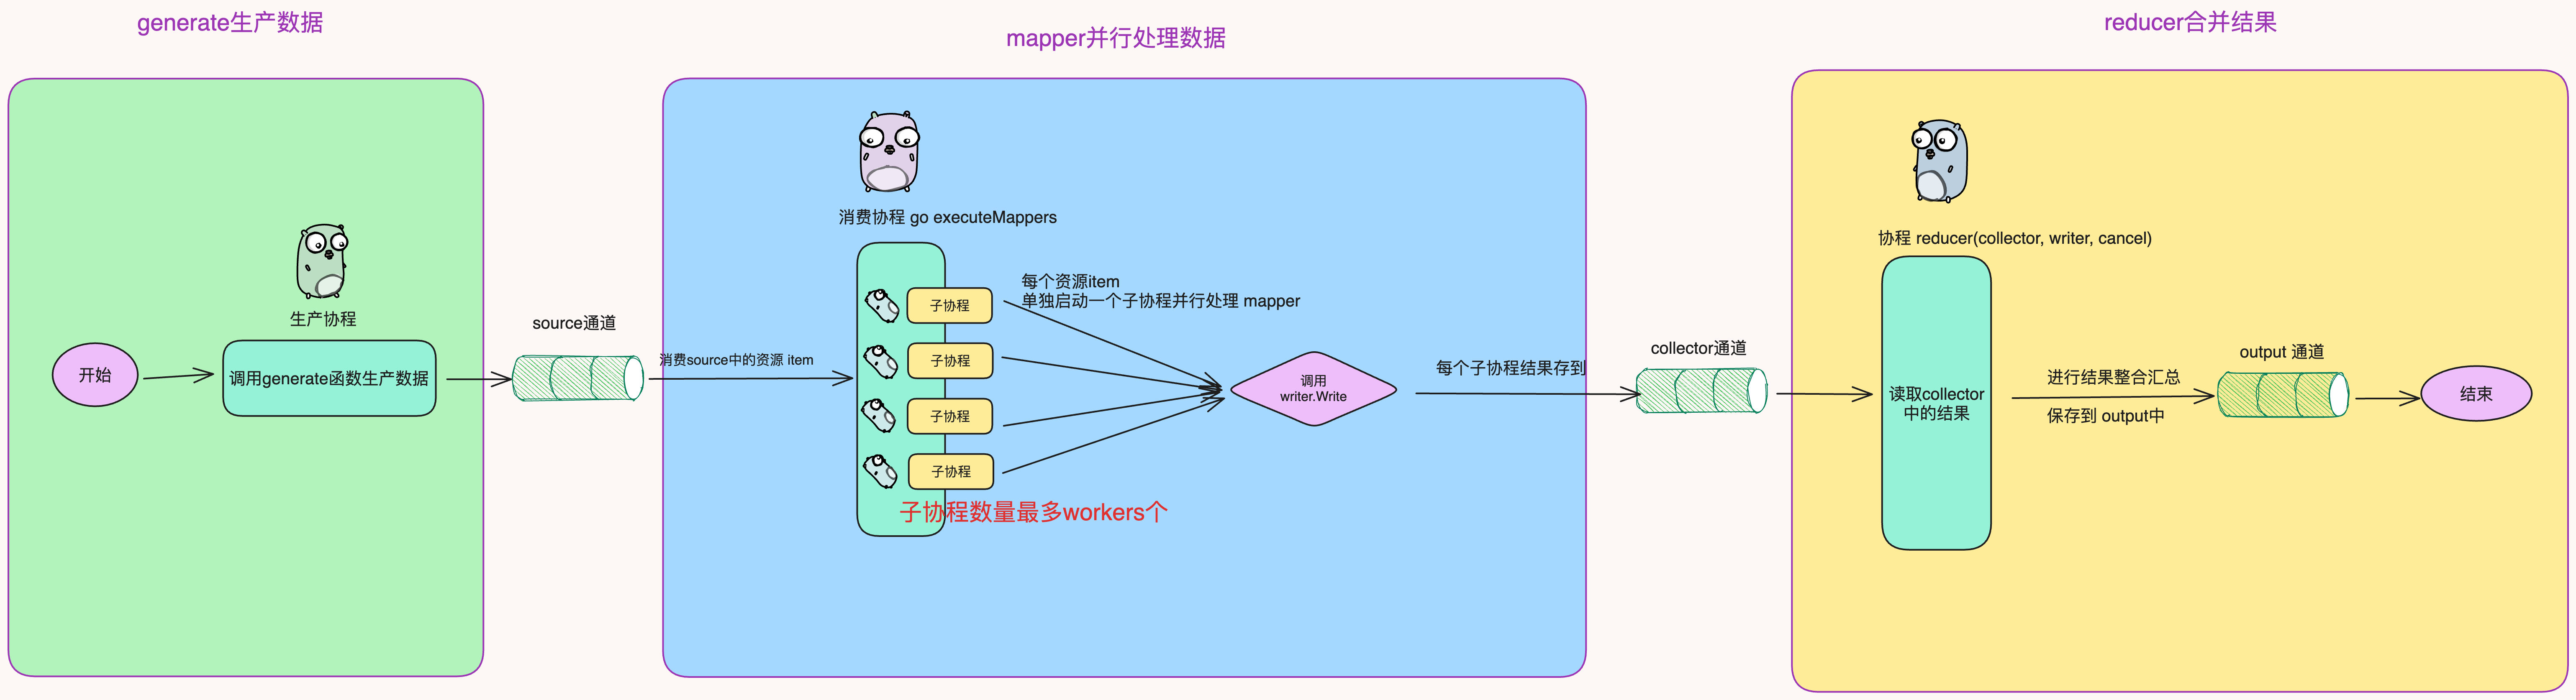 generate生产数据
mapper并行处理数据
reducer合并结果
生产协程
开始
调用generate函数生产数据
source通道
消费source中的资源 item
消费协程 go executeMappers
子协程
子协程
子协程
子协程
每个资源item
单独启动一个子协程并行处理 mapper
子协程数量最多workers个
调用
writer.Write
每个子协程结果存到
collector通道
协程 reducer(collector, writer, cancel)
读取collector
中的结果
进行结果整合汇总
保存到 output中
output 通道
结束